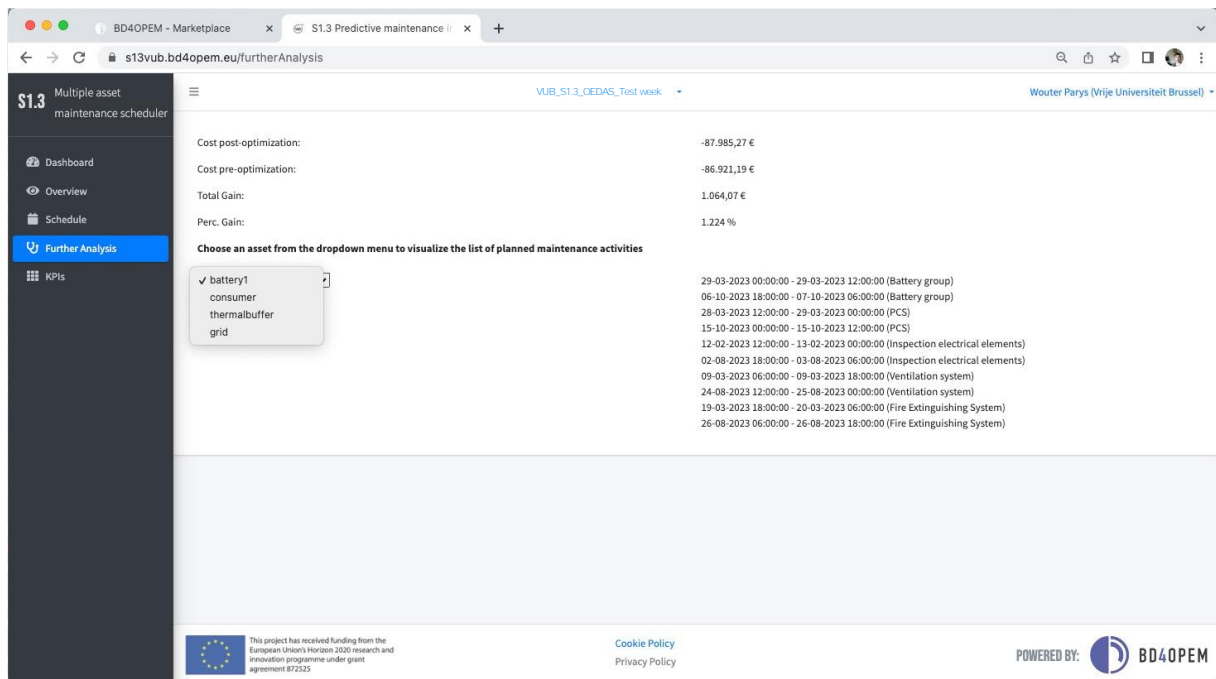 BD4OPEM - Marketplace
S1.3 Predictive maintenance i
s13vub.bd4opem.eu/furtherAnalysis
S1.3 Multiple asset
maintenance scheduler
VUB_S1.3_OEDAS_Test week
Wouter Parys (Vrije Universiteit Brussel)
Dashboard
Overview
Schedule
Further Analysis
KPIs
Cost post-optimization: -87.985,27 €
Cost pre-optimization: -86.921,19 €
Total Gain: 1.064,07 €
Perc. Gain: 1.224 %
Choose an asset from the dropdown menu to visualize the list of planned maintenance activities
✓ battery1
consumer
thermalbuffer
grid
29-03-2023 00:00:00 - 29-03-2023 12:00:00 (Battery group)
06-10-2023 18:00:00 - 07-10-2023 06:00:00 (Battery group)
28-03-2023 12:00:00 - 29-03-2023 00:00:00 (PCS)
15-10-2023 00:00:00 - 15-10-2023 12:00:00 (PCS)
12-02-2023 12:00:00 - 13-02-2023 00:00:00 (Inspection electrical elements)
02-08-2023 18:00:00 - 03-08-2023 06:00:00 (Inspection electrical elements)
09-03-2023 06:00:00 - 09-03-2023 18:00:00 (Ventilation system)
24-08-2023 12:00:00 - 25-08-2023 00:00:00 (Ventilation system)
19-03-2023 18:00:00 - 20-03-2023 06:00:00 (Fire Extinguishing System)
26-08-2023 06:00:00 - 26-08-2023 18:00:00 (Fire Extinguishing System)
This project has received funding from the
European Union's Horizon 2020 research and
innovation programme under grant
agreement 872525
Cookie Policy
Privacy Policy
POWERED BY: BD4OPEM